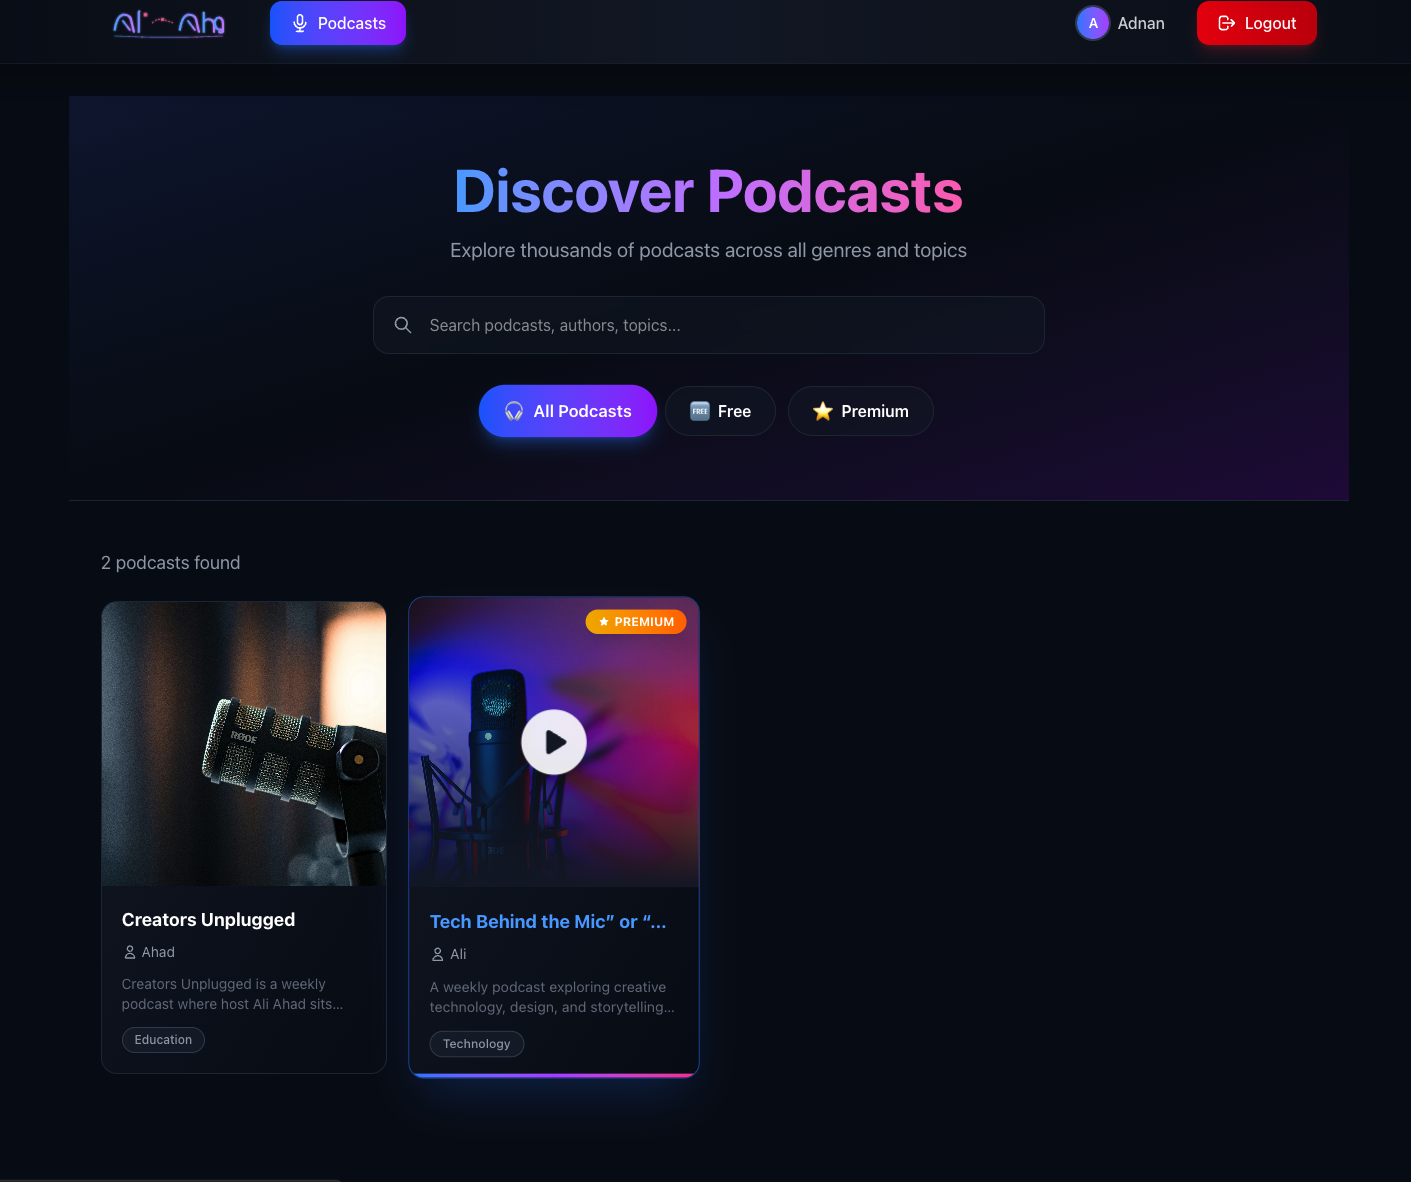 Podcasts
A
Adnan
Logout
Discover Podcasts
Explore thousands of podcasts across all genres and topics
Search podcasts, authors, topics...
All Podcasts
FREE
Free
Premium
2 podcasts found
RØDE
PREMIUM
Creators Unplugged
Ahad
Creators Unplugged is a weekly
podcast where host Ali Ahad sits...
Education
Tech Behind the Mic” or “...
Ali
A weekly podcast exploring creative
technology, design, and storytelling...
Technology